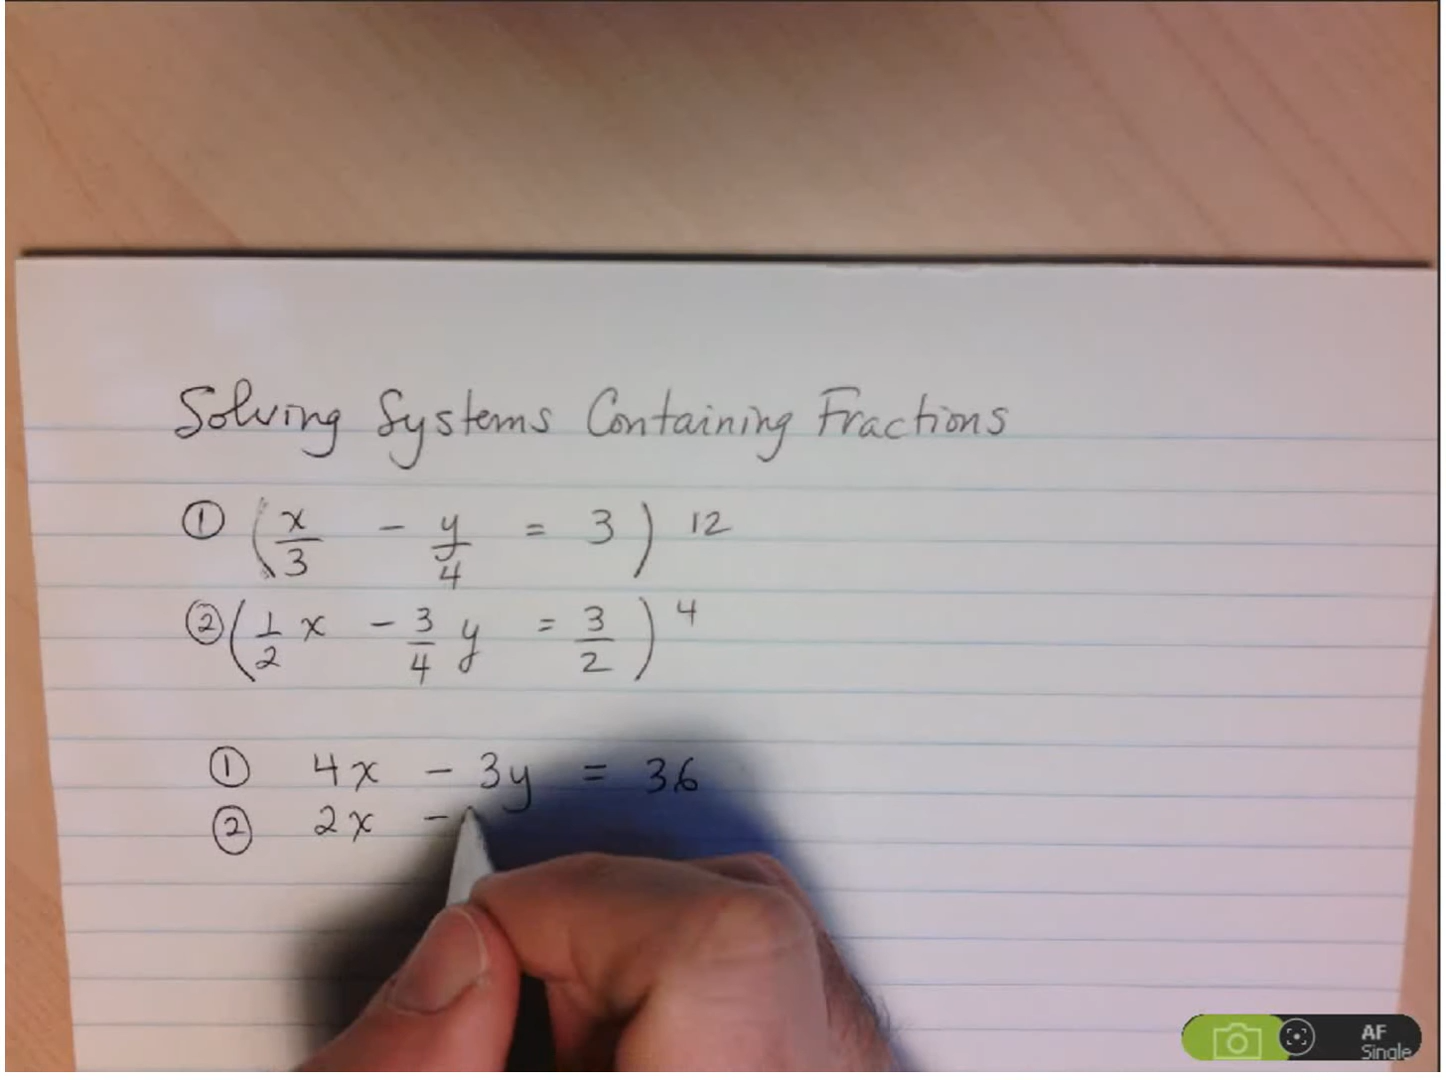 Solving Systems Containing Fractions
① (x/3 - y/4 = 3) 12
② (1/2 x - 3/4 y = 3/2) 4
① 4x - 3y = 36
② 2x -
AF
Single